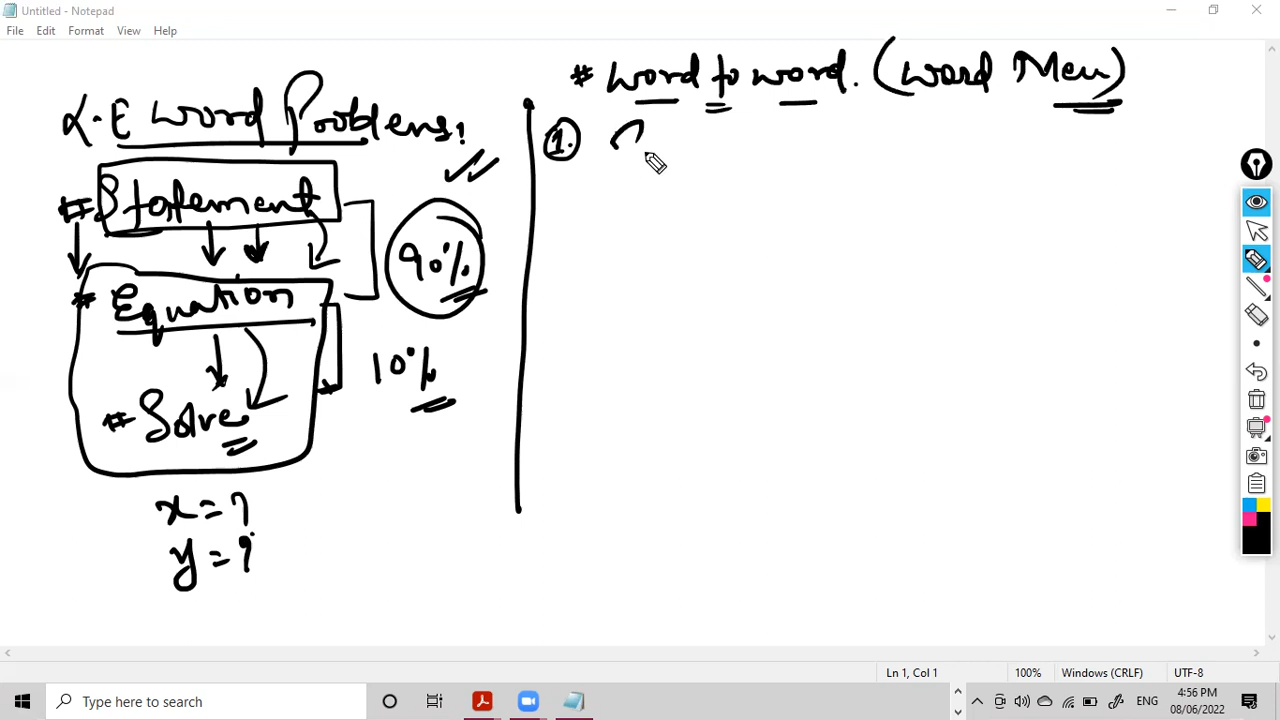 Untitled - Notepad
File Edit Format View Help
L.E word Problems!
# Statement
# Equation
# Solve
90%
10%
x=?
y=?
# word to word. (word Men)
1.
Ln 1, Col 1 100% Windows (CRLF) UTF-8
Type here to search
ENG
4:56 PM
08/06/2022